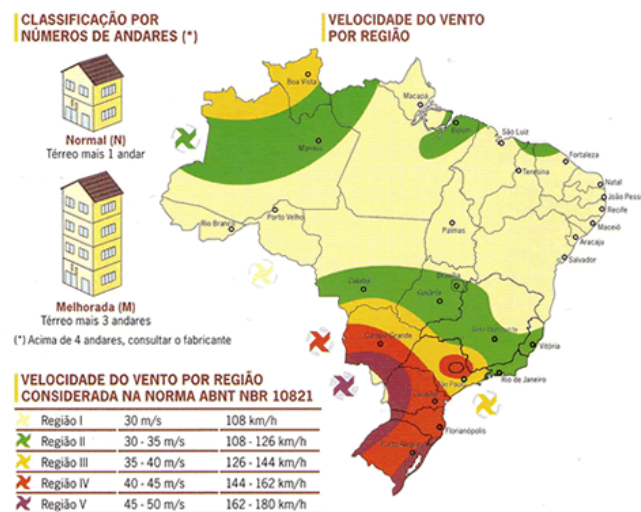 CLASSIFICAÇÃO POR
NÚMEROS DE ANDARES (*)
Normal (N)
Térreo mais 1 andar
Melhorada (M)
Térreo mais 3 andares
(*) Acima de 4 andares, consultar o fabricante
VELOCIDADE DO VENTO
POR REGIÃO
Boa Vista
Macapá
Belém
São Luiz
Manaus
Fortaleza
Teresina
Natal
João Pesso
Recife
Porto Velho
Rio Branco
Palmas
Maceió
Aracaju
Salvador
Cuiabá
Brasília
Goiânia
Belo Horizonte
Vitória
Campo Grande
São Paulo
Rio de Janeiro
Curitiba
Florianópolis
Porto Alegre
VELOCIDADE DO VENTO POR REGIÃO
CONSIDERADA NA NORMA ABNT NBR 10821
Região I 30 m/s 108 km/h
Região II 30 - 35 m/s 108 - 126 km/h
Região III 35 - 40 m/s 126 - 144 km/h
Região IV 40 - 45 m/s 144 - 162 km/h
Região V 45 - 50 m/s 162 - 180 km/h